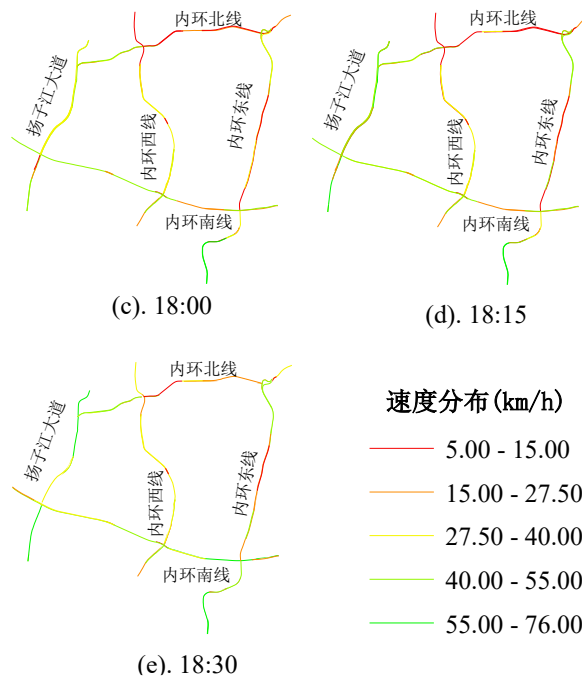 内环北线
扬子江大道
内环西线
内环东线
内环南线
(c). 18:00
内环北线
扬子江大道
内环西线
内环东线
内环南线
(d). 18:15
内环北线
扬子江大道
内环西线
内环东线
内环南线
(e). 18:30
速度分布(km/h)
5.00 - 15.00
15.00 - 27.50
27.50 - 40.00
40.00 - 55.00
55.00 - 76.00